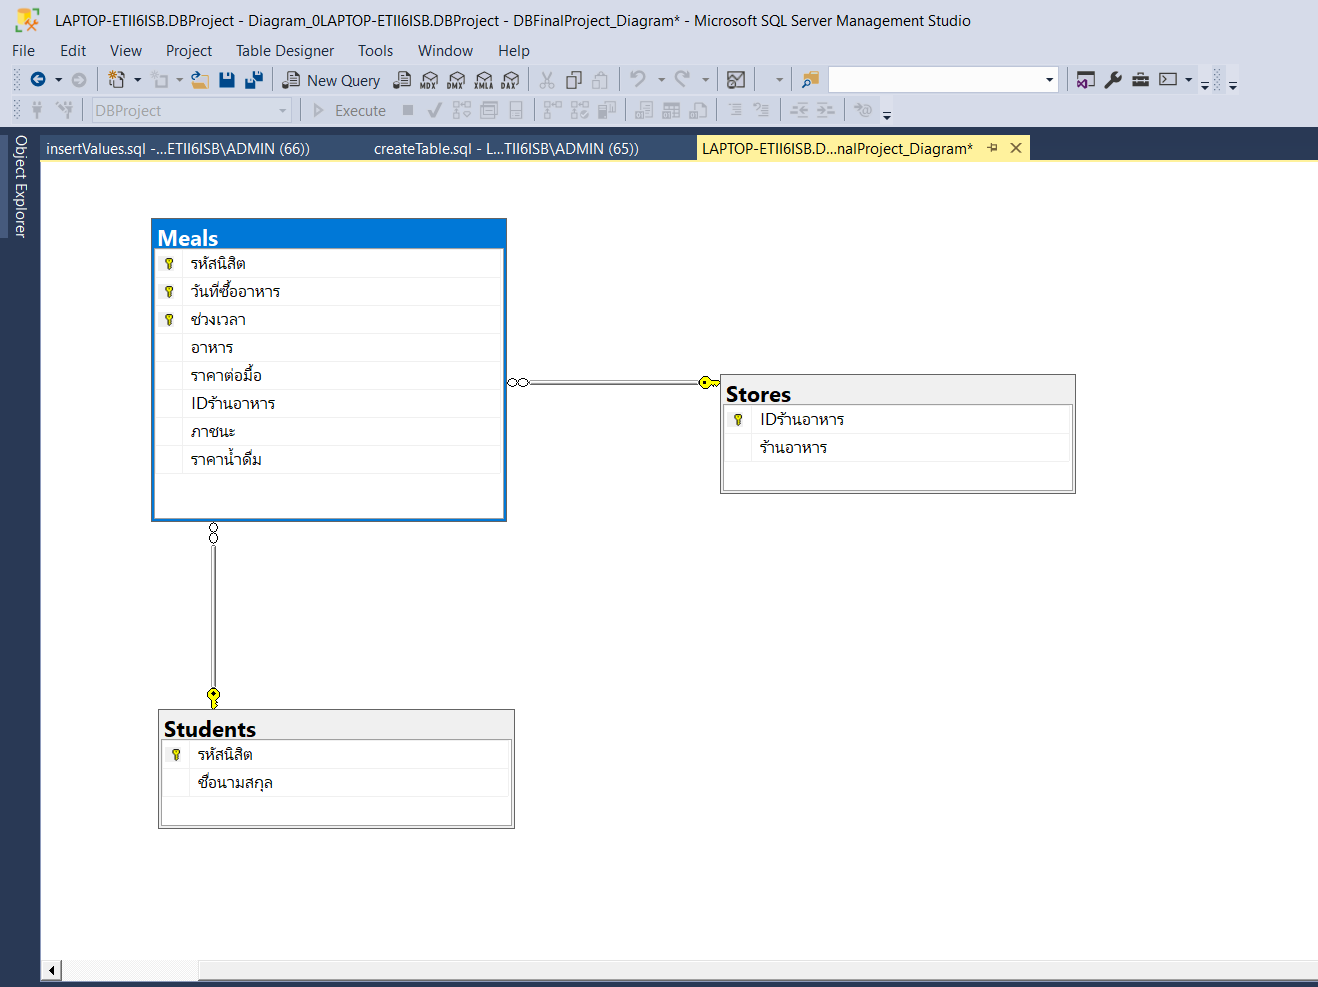 LAPTOP-ETII6ISB.DBProject - Diagram_0LAPTOP-ETII6ISB.DBProject - DBFinalProject_Diagram* - Microsoft SQL Server Management Studio
File Edit View Project Table Designer Tools Window Help
New Query MDX DMX XMLA DAX
DBProject Execute
Object Explorer
insertValues.sql -...ETII6ISB\ADMIN (66)) createTable.sql - L...TII6ISB\ADMIN (65)) LAPTOP-ETII6ISB.D...nalProject_Diagram*
Meals
รหัสนิสิต
วันที่ซื้ออาหาร
ช่วงเวลา
อาหาร
ราคาต่อมื้อ
IDร้านอาหาร
ภาชนะ
ราคาน้ำดื่ม
Stores
IDร้านอาหาร
ร้านอาหาร
Students
รหัสนิสิต
ชื่อนามสกุล